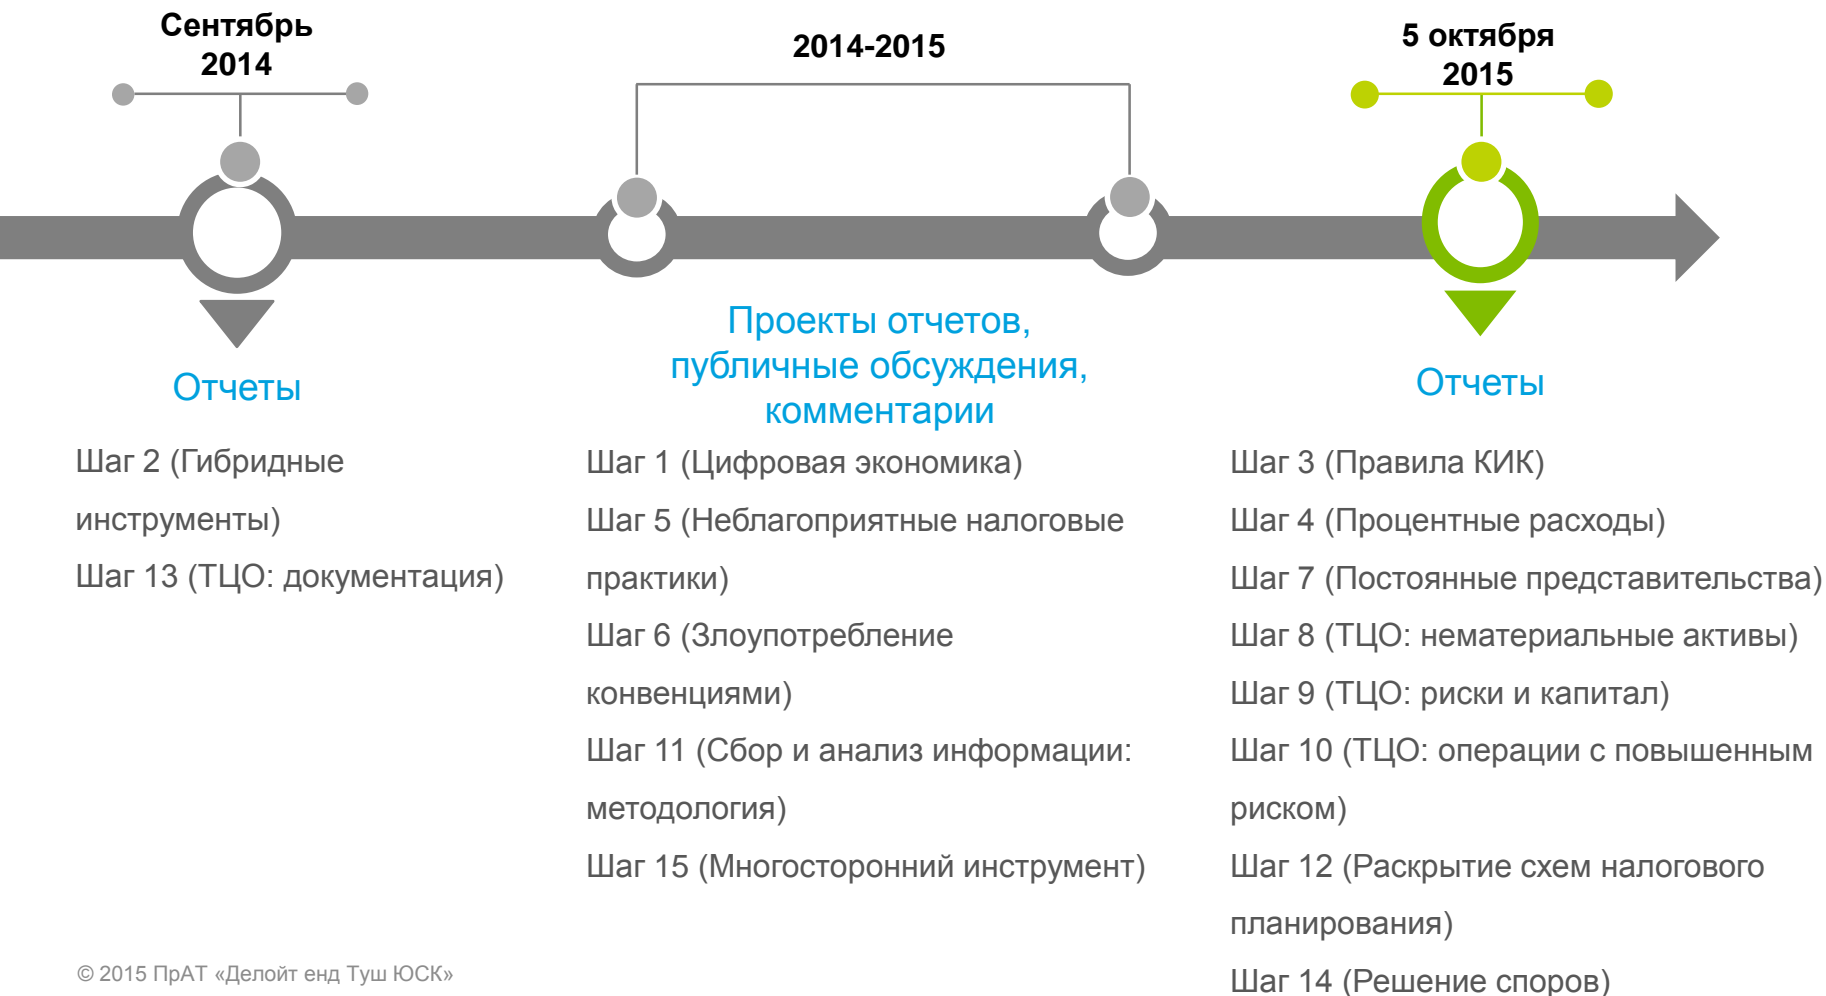 Сентябрь
2014
2014-2015
5 октября
2015
Отчеты
Шаг 2 (Гибридные
инструменты)
Шаг 13 (ТЦО: документация)
Проекты отчетов,
публичные обсуждения,
комментарии
Шаг 1 (Цифровая экономика)
Шаг 5 (Неблагоприятные налоговые
практики)
Шаг 6 (Злоупотребление
конвенциями)
Шаг 11 (Сбор и анализ информации:
методология)
Шаг 15 (Многосторонний инструмент)
Отчеты
Шаг 3 (Правила КИК)
Шаг 4 (Процентные расходы)
Шаг 7 (Постоянные представительства)
Шаг 8 (ТЦО: нематериальные активы)
Шаг 9 (ТЦО: риски и капитал)
Шаг 10 (ТЦО: операции с повышенным
риском)
Шаг 12 (Раскрытие схем налогового
планирования)
Шаг 14 (Решение споров)
© 2015 ПрАТ «Делойт енд Туш ЮСК»